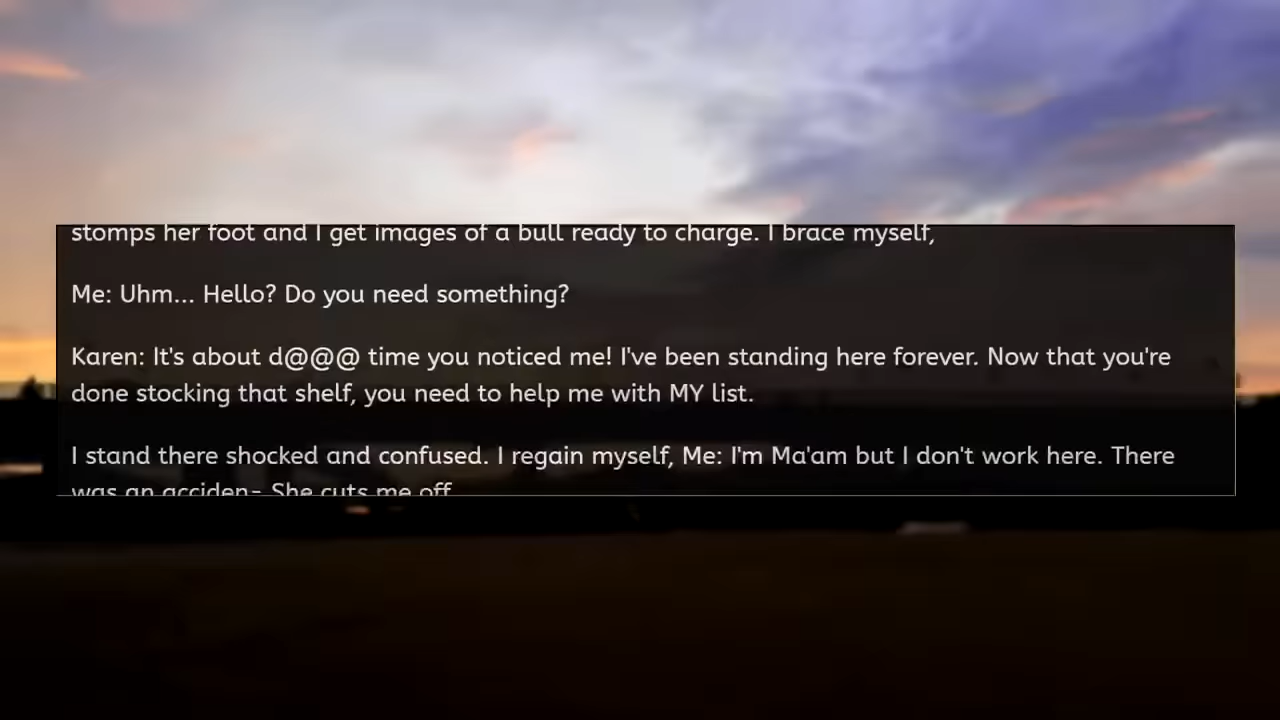 stomps her foot and I get images of a bull ready to charge. I brace myself,
Me: Uhm... Hello? Do you need something?
Karen: It's about d@@@ time you noticed me! I've been standing here forever. Now that you're
done stocking that shelf, you need to help me with MY list.
I stand there shocked and confused. I regain myself, Me: I'm Ma'am but I don't work here. There
was an acciden- She cuts me off